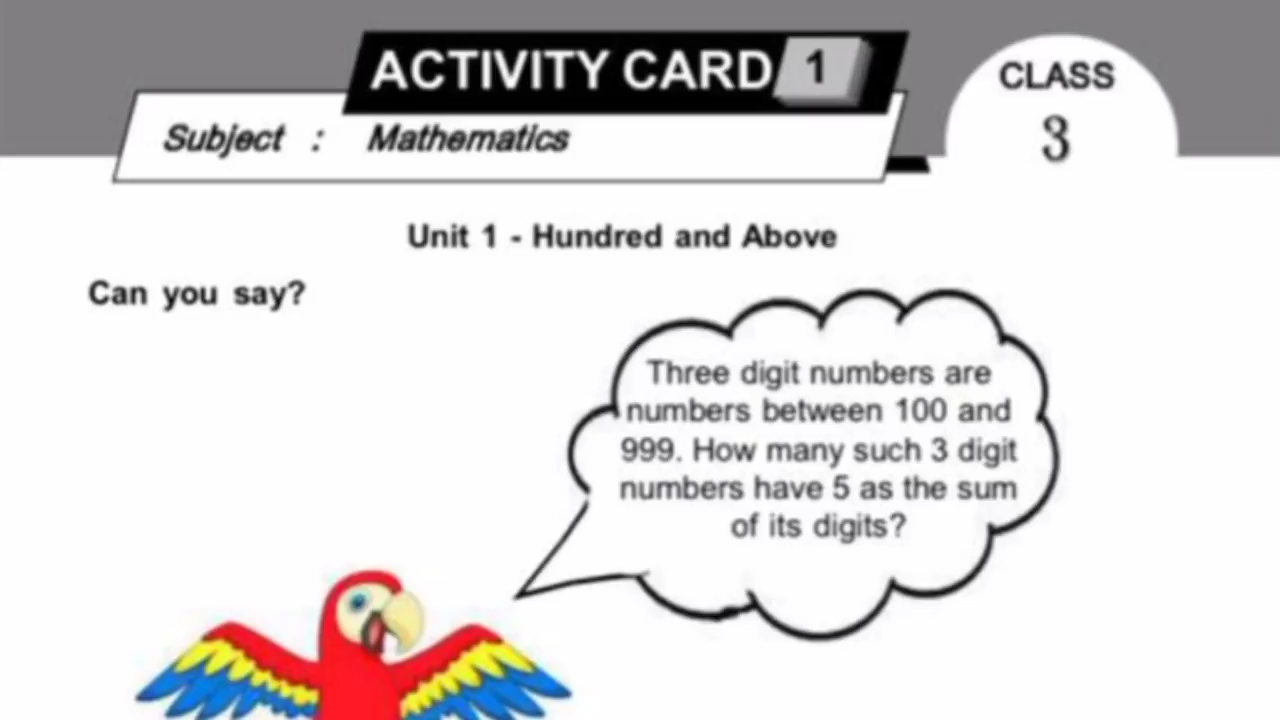 ACTIVITY CARD 1
CLASS
3
Subject : Mathematics
Unit 1 - Hundred and Above
Can you say?
Three digit numbers are
numbers between 100 and
999. How many such 3 digit
numbers have 5 as the sum
of its digits?